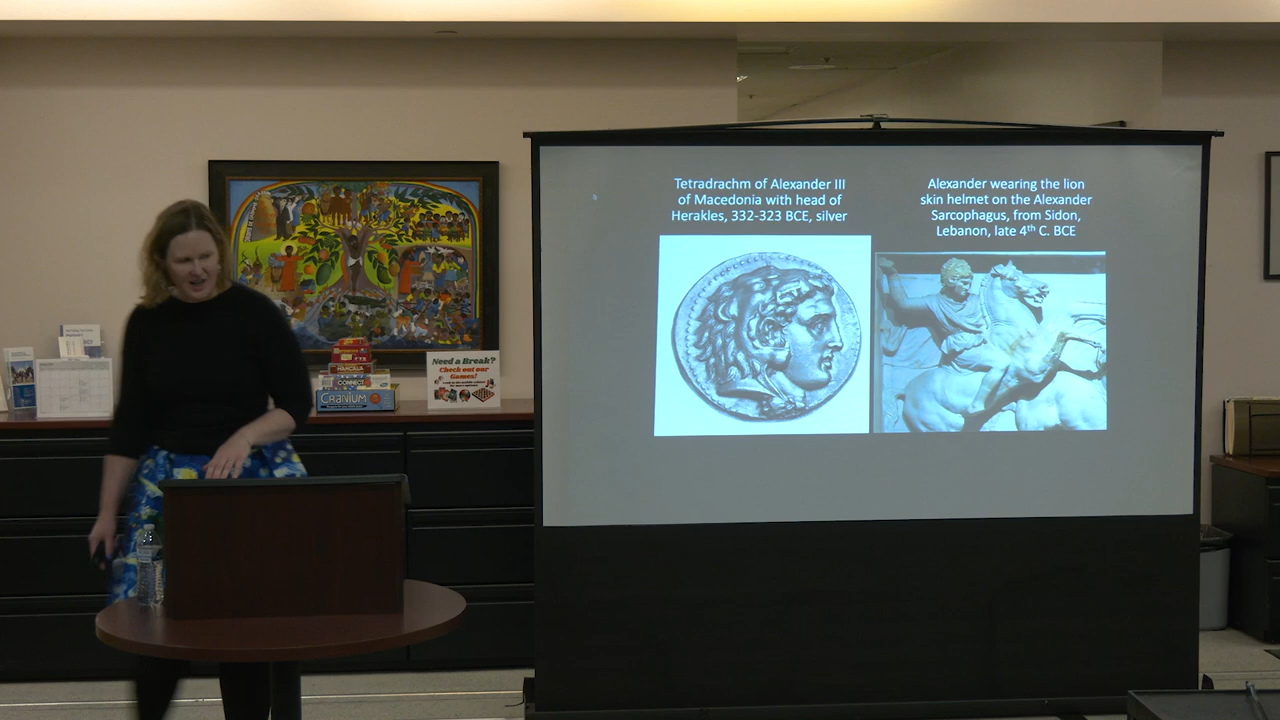 Tetradrachm of Alexander III
of Macedonia with head of
Herakles, 332-323 BCE, silver
Alexander wearing the lion
skin helmet on the Alexander
Sarcophagus, from Sidon,
Lebanon, late 4th C. BCE
Need a Break?
Check out our
Games!
MANCALA
CONNECT
CRANIUM